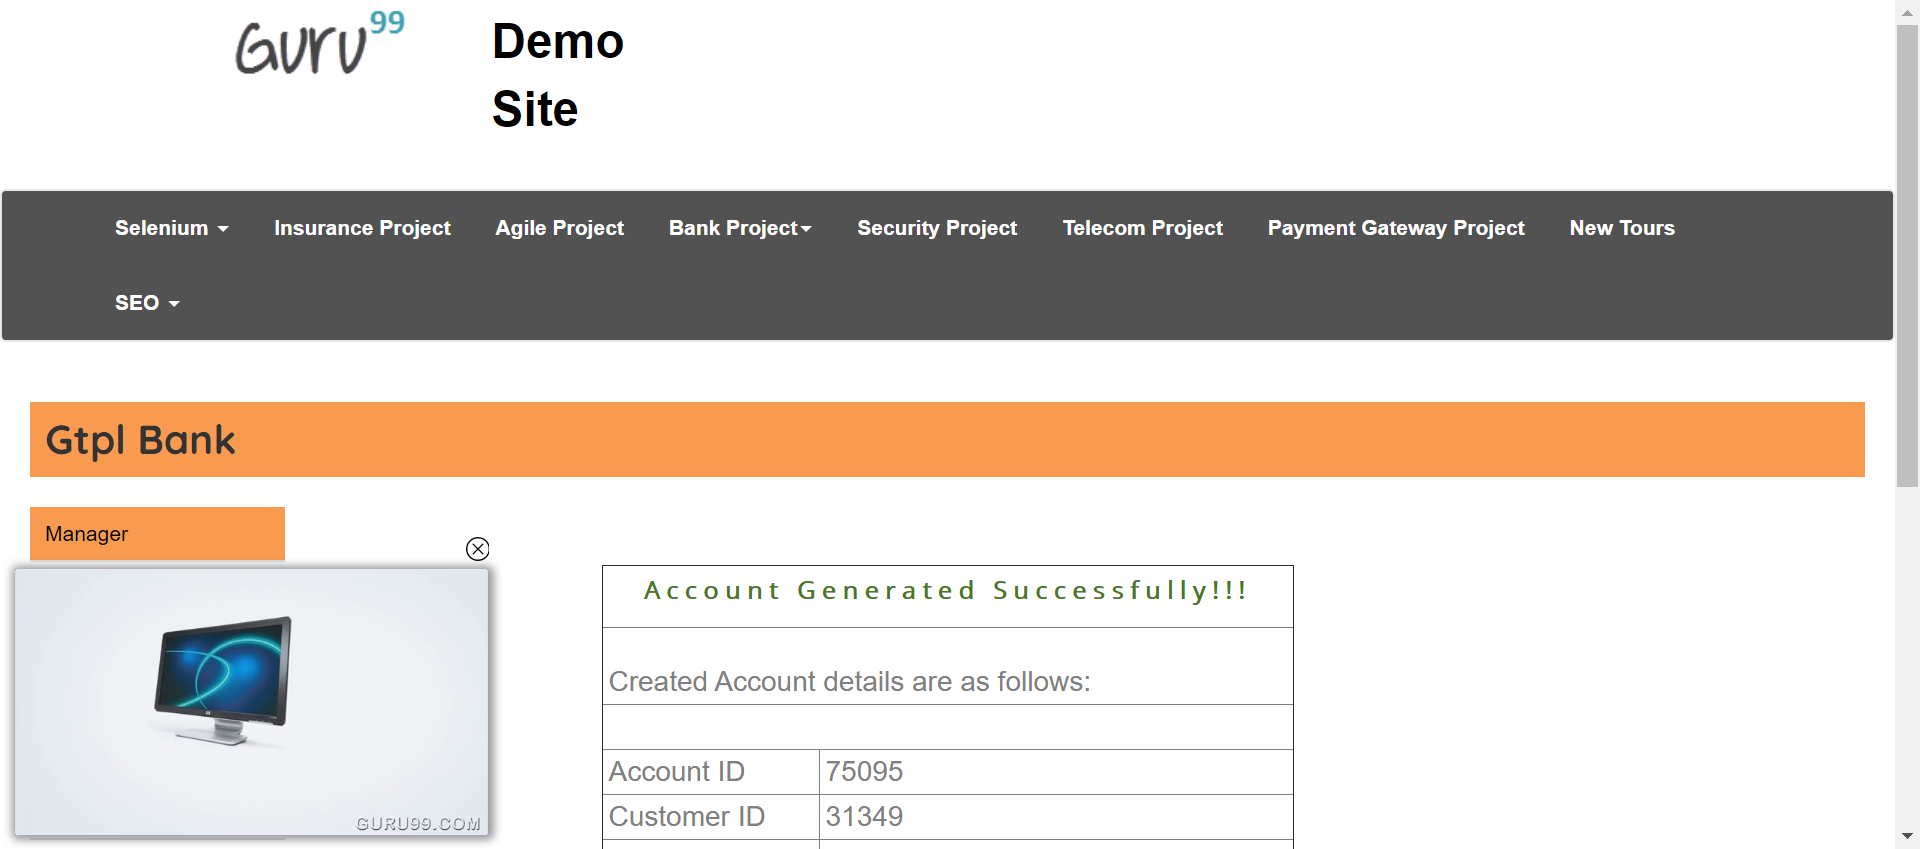 Guru99
Demo
Site
Selenium
Insurance Project
Agile Project
Bank Project
Security Project
Telecom Project
Payment Gateway Project
New Tours
SEO
Gtpl Bank
Manager
GURU99.COM
Account Generated Successfully!!!
Created Account details are as follows:
Account ID 75095
Customer ID 31349